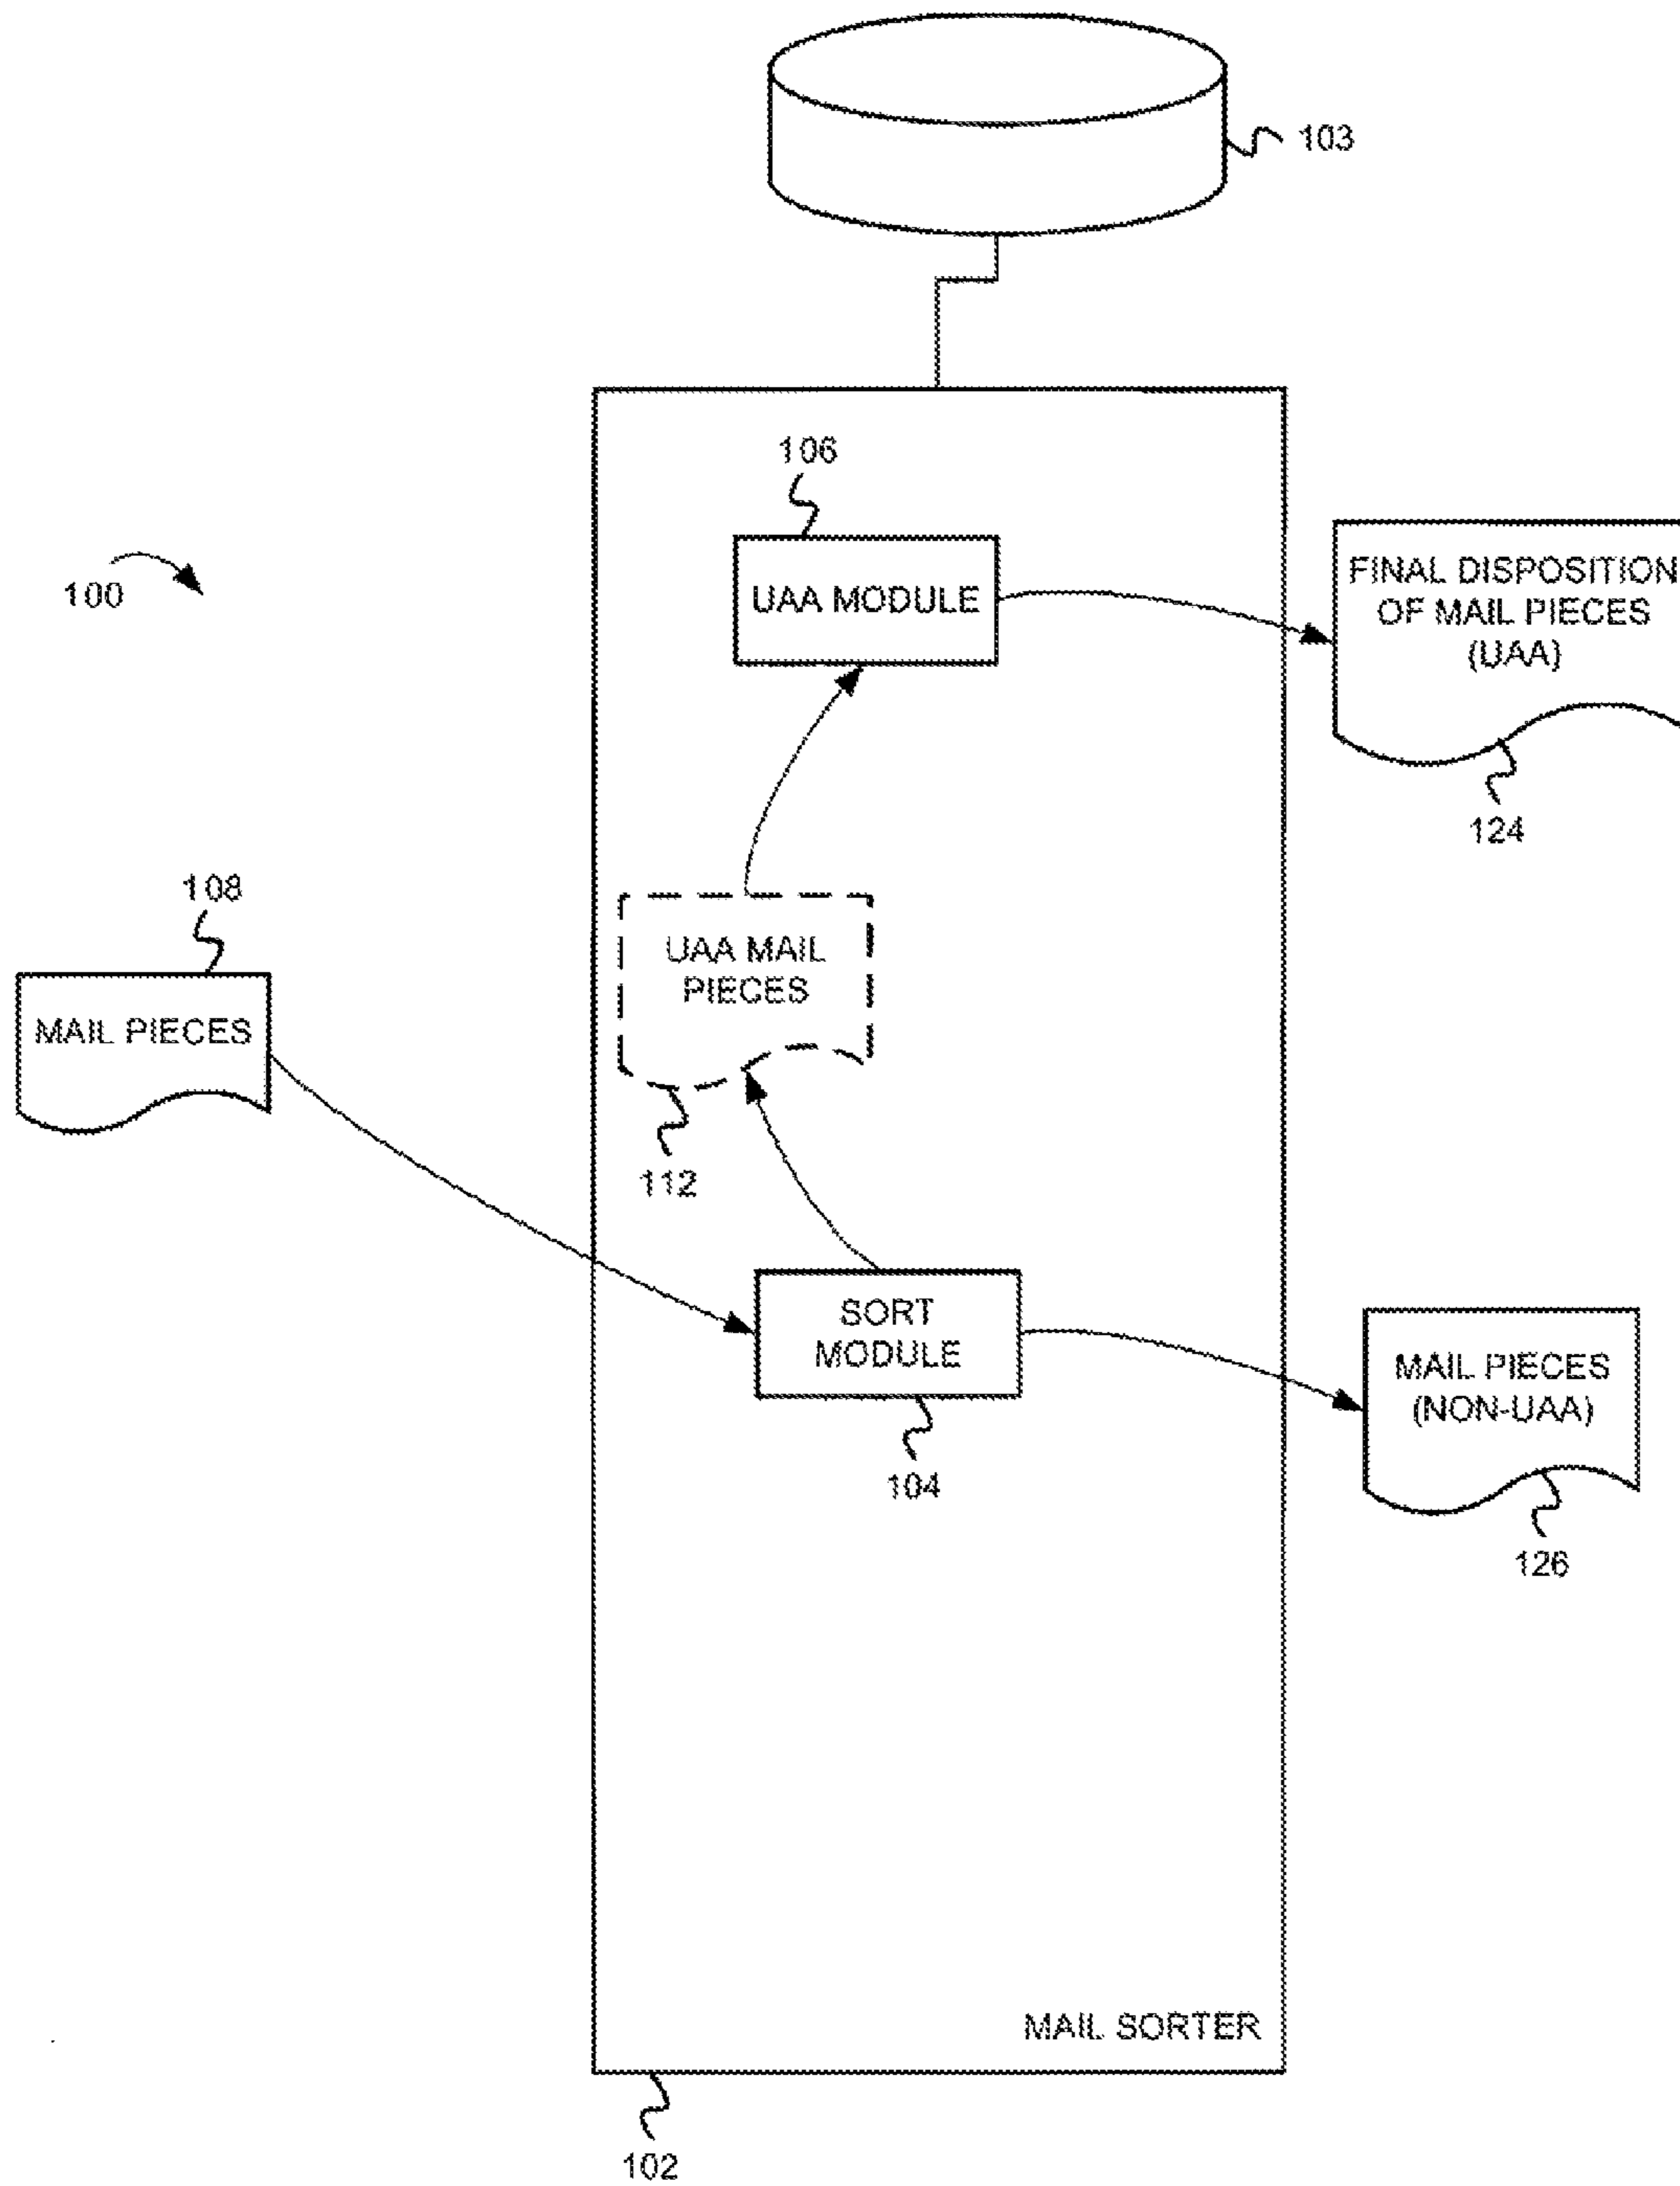 103
106
100
UAA MODULE
FINAL DISPOSITION
OF MAIL PIECES
(UAA)
124
108
UAA MAIL
PIECES
MAIL PIECES
112
SORT
MODULE
MAIL PIECES
(NON-UAA)
104
126
MAIL SORTER
102